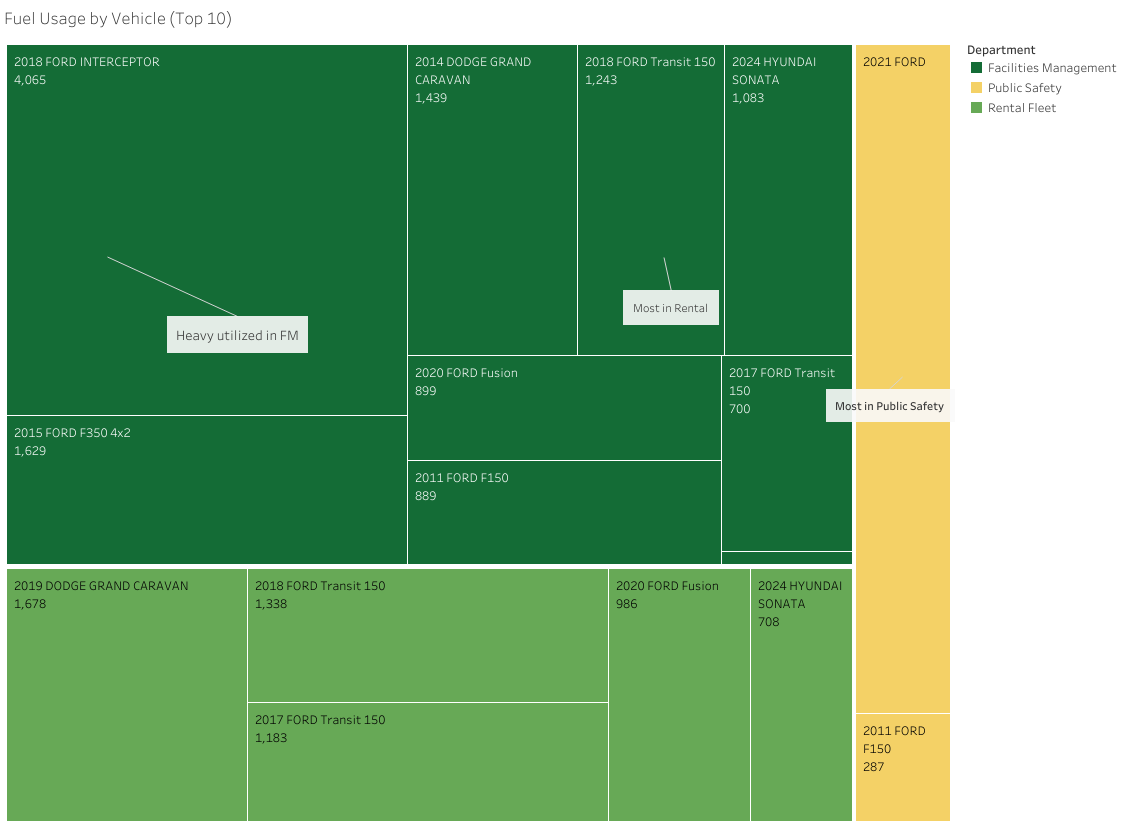 Fuel Usage by Vehicle (Top 10)
2018 FORD INTERCEPTOR
4,065
Heavy utilized in FM
2015 FORD F350 4x2
1,629
2014 DODGE GRAND
CARAVAN
1,439
2018 FORD Transit 150
1,243
Most in Rental
2024 HYUNDAI
SONATA
1,083
2020 FORD Fusion
899
2011 FORD F150
889
2017 FORD Transit
150
700
2021 FORD
Most in Public Safety
2011 FORD
F150
287
2019 DODGE GRAND CARAVAN
1,678
2018 FORD Transit 150
1,338
2017 FORD Transit 150
1,183
2020 FORD Fusion
986
2024 HYUNDAI
SONATA
708
Department
Facilities Management
Public Safety
Rental Fleet